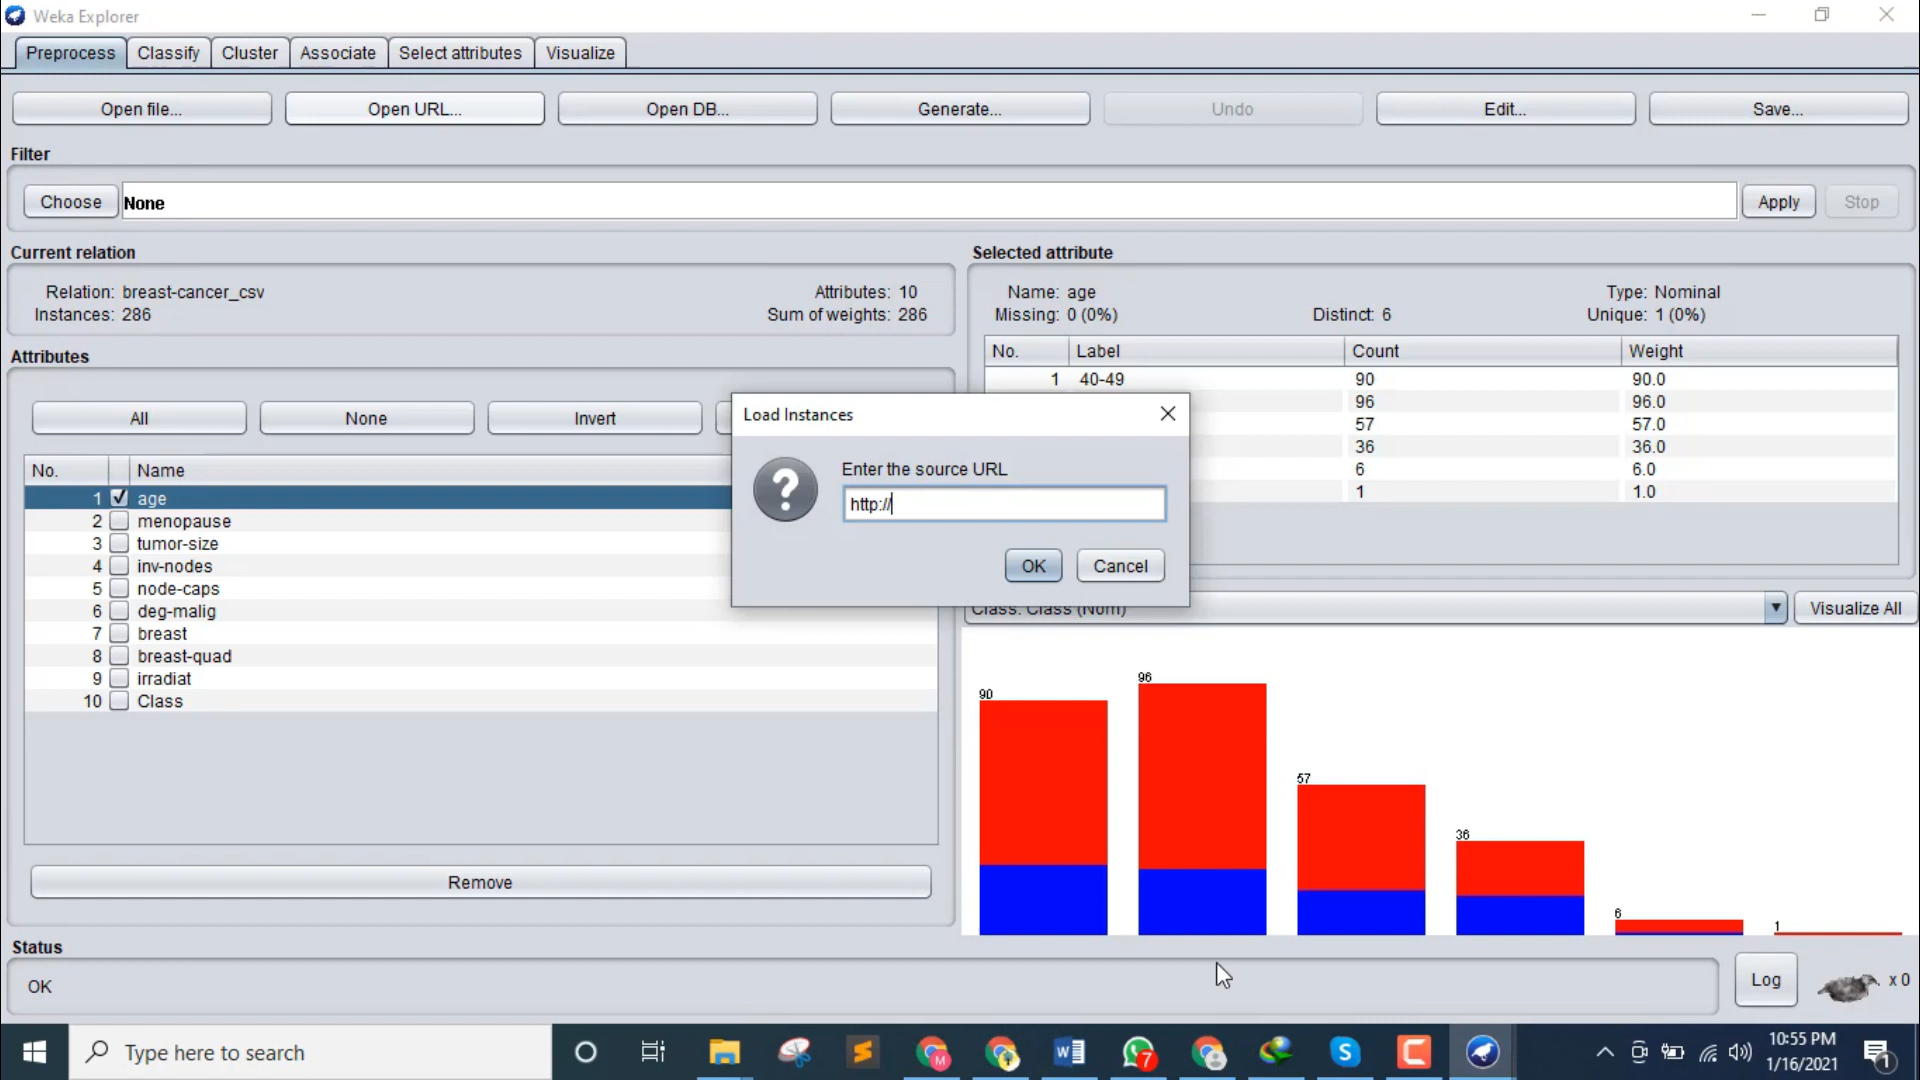 Weka Explorer
Preprocess Classify Cluster Associate Select attributes Visualize
Open file... Open URL... Open DB... Generate... Undo Edit... Save...
Filter
Choose None Apply Stop
Current relation
Relation: breast-cancer_csv Attributes: 10
Instances: 286 Sum of weights: 286
Selected attribute
Name: age Type: Nominal
Missing: 0 (0%) Distinct: 6 Unique: 1 (0%)
No. Label Count Weight
1 40-49 90 90.0
96 96.0
57 57.0
36 36.0
6 6.0
1 1.0
Attributes
All None Invert
No. Name
1 age
2 menopause
3 tumor-size
4 inv-nodes
5 node-caps
6 deg-malig
7 breast
8 breast-quad
9 irradiat
10 Class
Remove
Load Instances
Enter the source URL
http://
OK Cancel
Class: Class (Nom) Visualize All
90 96 57 36 6 1
Status
OK
Log x 0
Type here to search
M
7
S
10:55 PM
1/16/2021
1